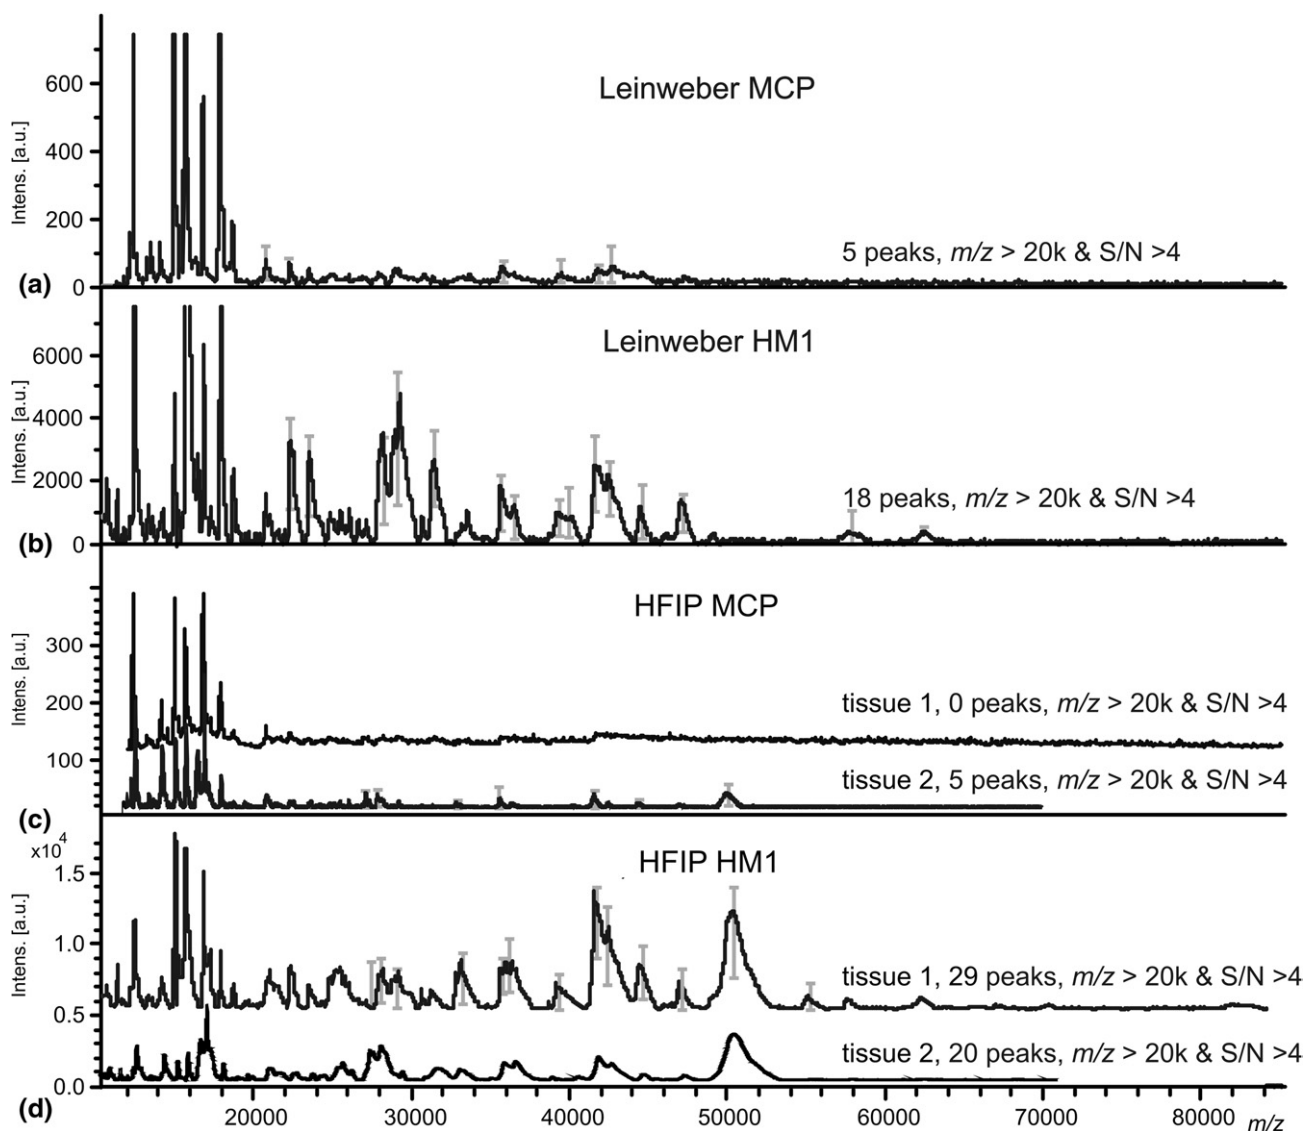 Leinweber MCP
600
400
200
0
Intens. [a.u.]
5 peaks, m/z > 20k & S/N >4
(a)
Leinweber HM1
6000
4000
2000
0
Intens. [a.u.]
18 peaks, m/z > 20k & S/N >4
(b)
HFIP MCP
300
200
100
Intens. [a.u.]
tissue 1, 0 peaks, m/z > 20k & S/N >4
tissue 2, 5 peaks, m/z > 20k & S/N >4
(c)
x10^4
HFIP HM1
1.5
1.0
0.5
0.0
Intens. [a.u.]
tissue 1, 29 peaks, m/z > 20k & S/N >4
tissue 2, 20 peaks, m/z > 20k & S/N >4
(d)
20000 30000 40000 50000 60000 70000 80000 m/z